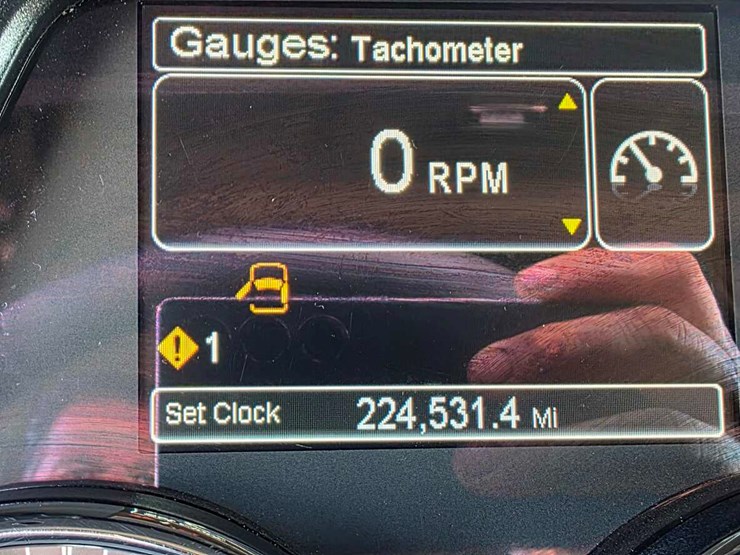 Gauges: Tachometer
0 RPM
! 1
Set Clock 224,531.4 Mi